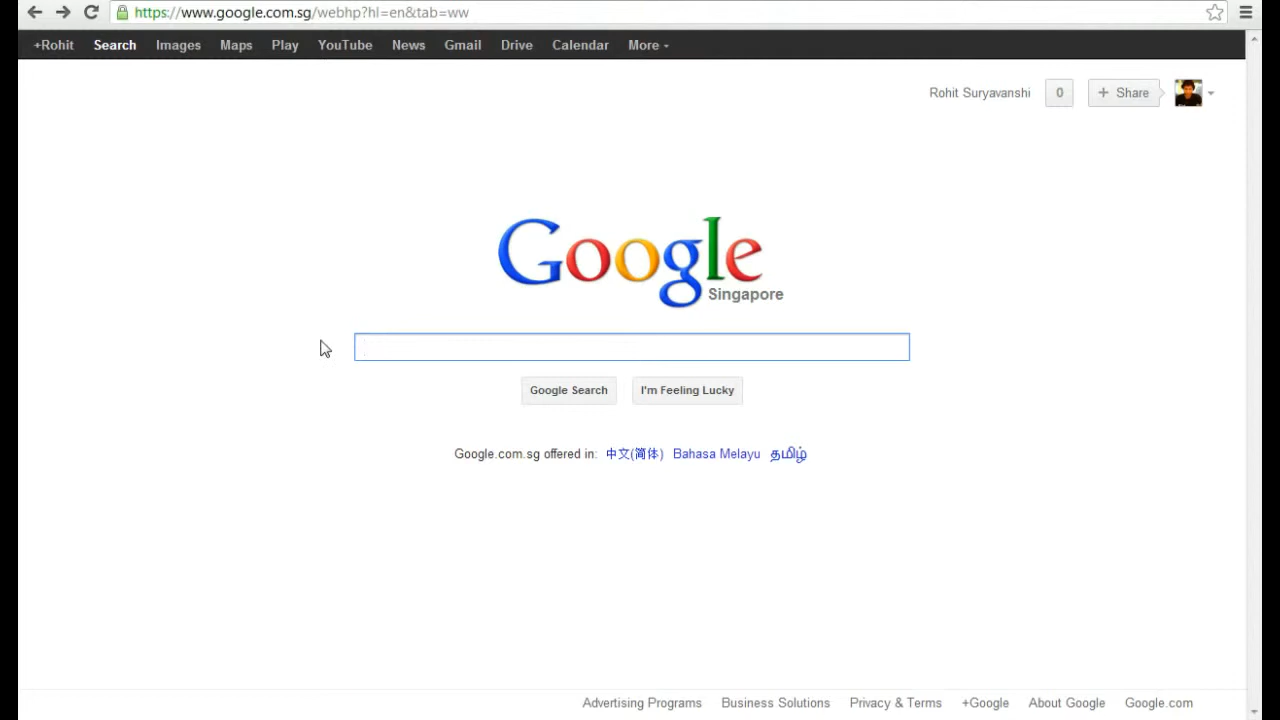 https://www.google.com.sg/webhp?hl=en&tab=ww
+Rohit Search Images Maps Play YouTube News Gmail Drive Calendar More
Rohit Suryavanshi 0 + Share
Google
Singapore
Google Search I'm Feeling Lucky
Google.com.sg offered in: 中文(简体) Bahasa Melayu தமிழ்
Advertising Programs Business Solutions Privacy & Terms +Google About Google Google.com